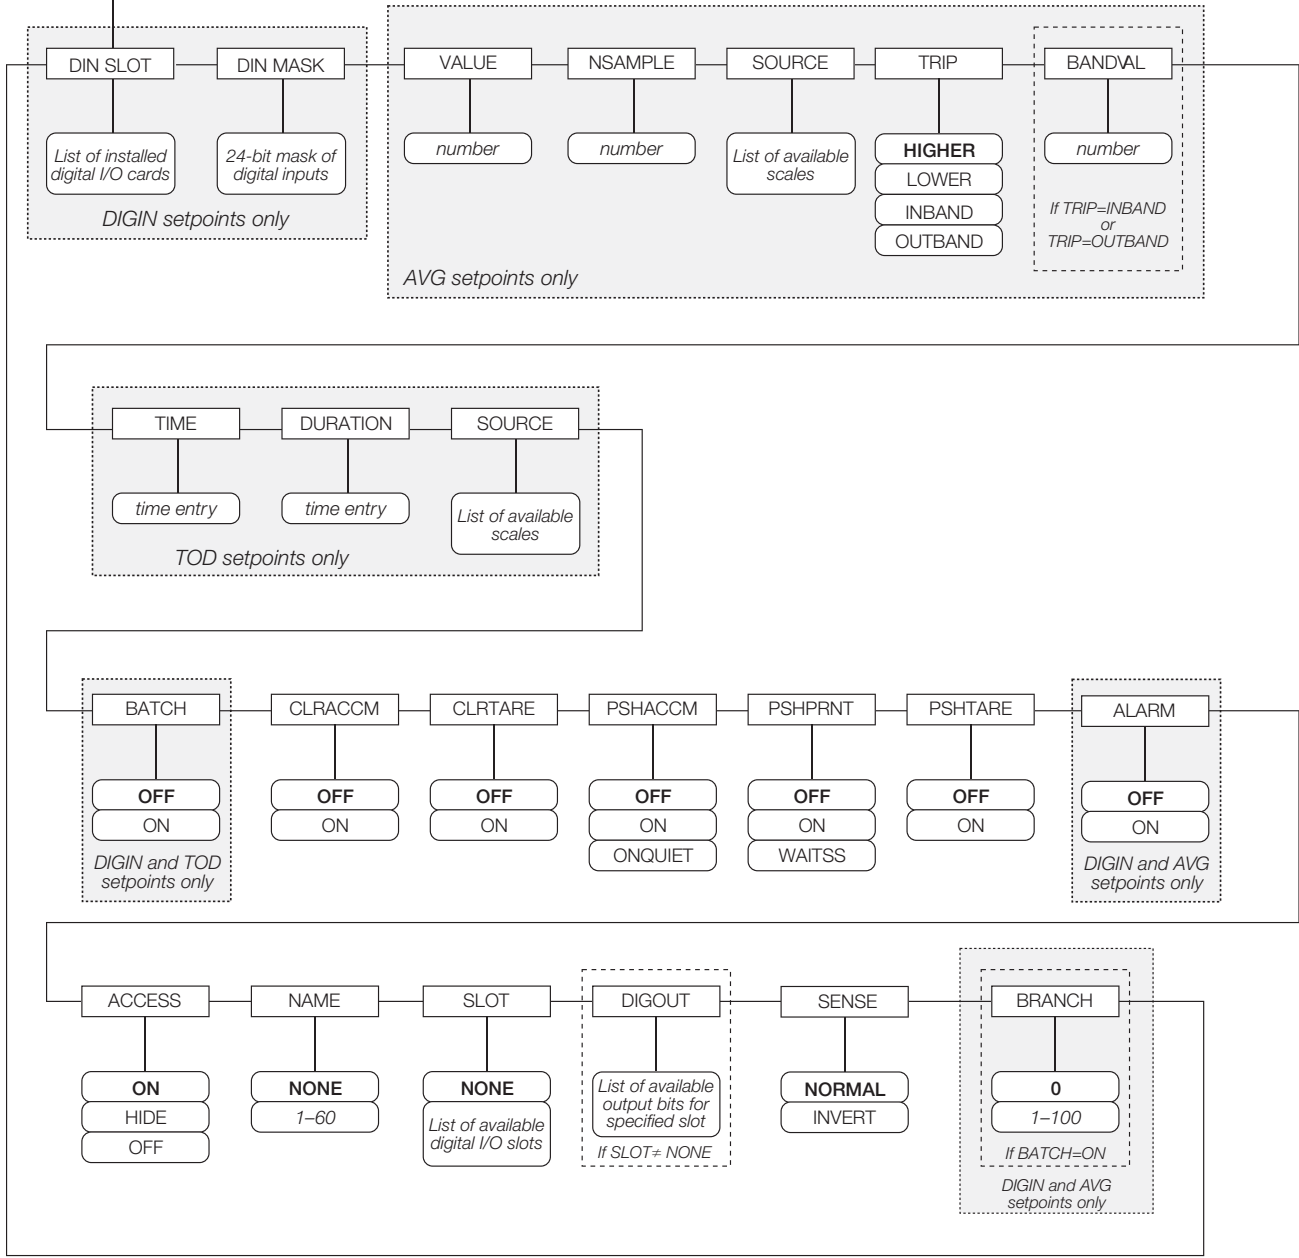 DIN SLOT
DIN MASK
VALUE
NSAMPLE
SOURCE
TRIP
BANDVAL
List of installed
digital I/O cards
24-bit mask of
digital inputs
number
number
List of available
scales
HIGHER
LOWER
INBAND
OUTBAND
number
If TRIP=INBAND
or
TRIP=OUTBAND
DIGIN setpoints only
AVG setpoints only
TIME
DURATION
SOURCE
time entry
time entry
List of available
scales
TOD setpoints only
BATCH
CLRACCM
CLRTARE
PSHACCM
PSHPRNT
PSHTARE
ALARM
OFF
ON
OFF
ON
OFF
ON
OFF
ON
ONQUIET
OFF
ON
WAITSS
OFF
ON
OFF
ON
DIGIN and TOD
setpoints only
DIGIN and AVG
setpoints only
ACCESS
NAME
SLOT
DIGOUT
SENSE
BRANCH
ON
HIDE
OFF
NONE
1–60
NONE
List of available
digital I/O slots
List of available
output bits for
specified slot
If SLOT≠ NONE
NORMAL
INVERT
0
1–100
If BATCH=ON
DIGIN and AVG
setpoints only